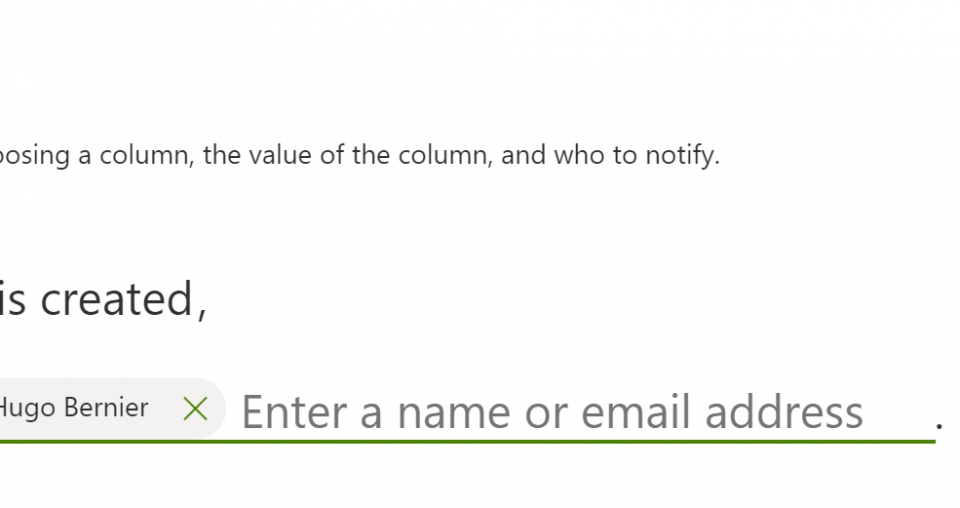 osing a column, the value of the column, and who to notify.
is created,
Hugo Bernier
Enter a name or email address .